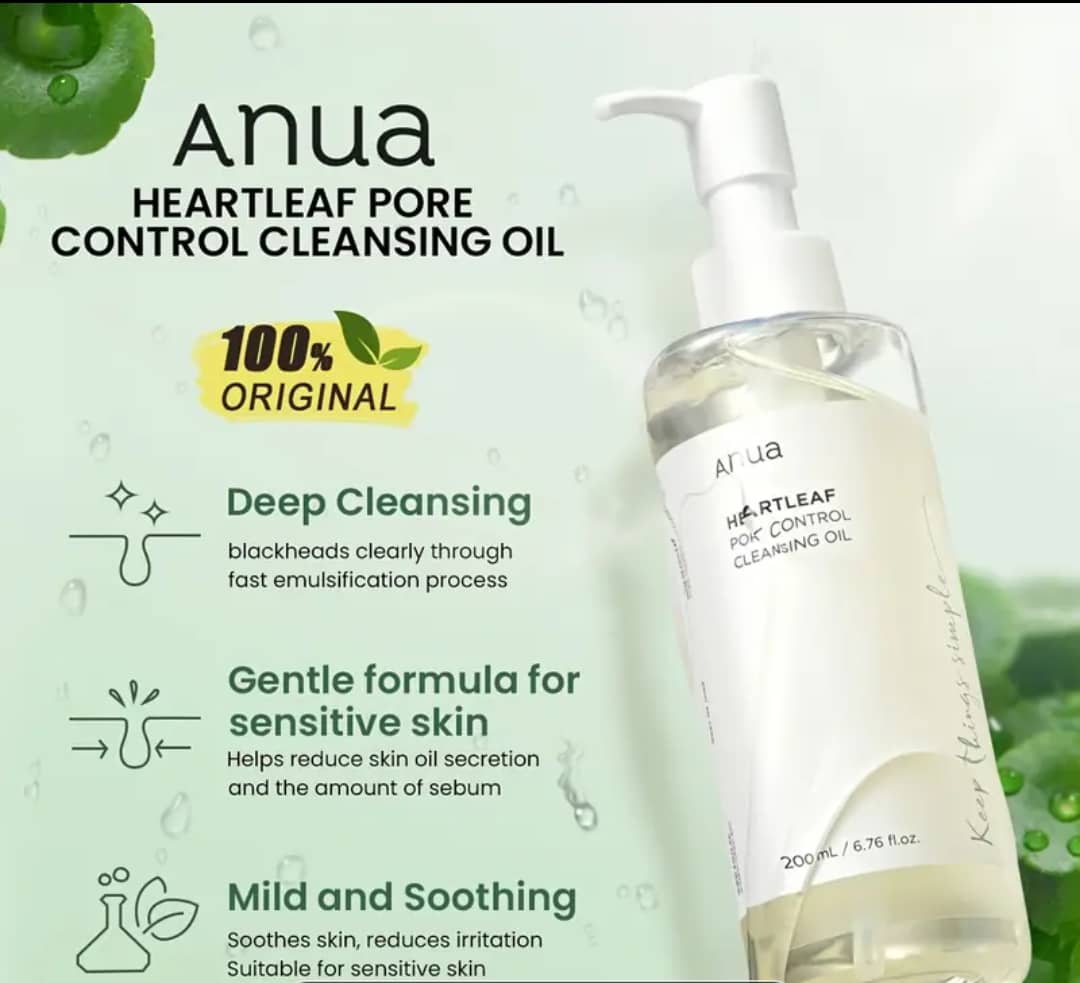 Anua
HEARTLEAF PORE
CONTROL CLEANSING OIL
100%
ORIGINAL
Deep Cleansing
blackheads clearly through
fast emulsification process
Gentle formula for
sensitive skin
Helps reduce skin oil secretion
and the amount of sebum
Mild and Soothing
Soothes skin, reduces irritation
Suitable for sensitive skin
Anua
HEARTLEAF
CONTROL
CLEANSING OIL
Keep things simple
200mL / 6.76 fl.oz.